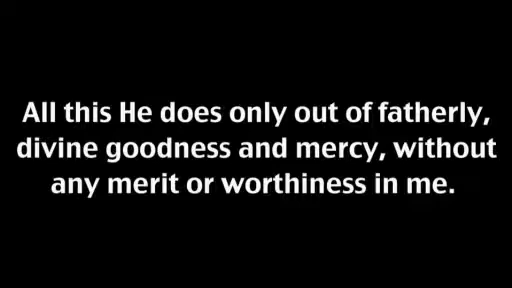 All this He does only out of fatherly,
divine goodness and mercy, without
any merit or worthiness in me.